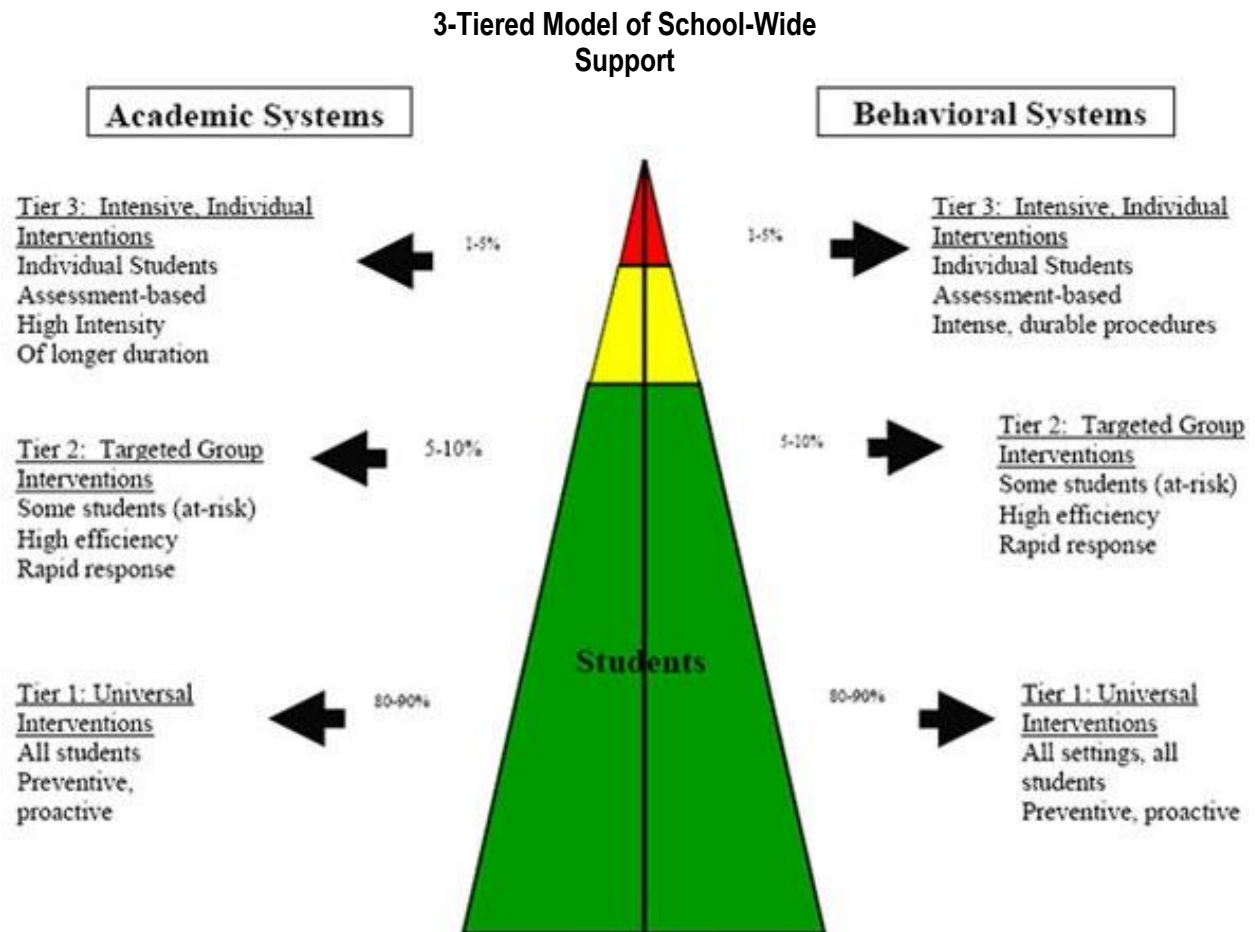 3-Tiered Model of School-Wide
Support
Academic Systems
Behavioral Systems
Tier 3: Intensive, Individual
Interventions
Individual Students
Assessment-based
High Intensity
Of longer duration
1-5%
1-5%
Tier 3: Intensive, Individual
Interventions
Individual Students
Assessment-based
Intense, durable procedures
Tier 2: Targeted Group
Interventions
Some students (at-risk)
High efficiency
Rapid response
5-10%
5-10%
Tier 2: Targeted Group
Interventions
Some students (at-risk)
High efficiency
Rapid response
Students
Tier 1: Universal
Interventions
All students
Preventive,
proactive
80-90%
80-90%
Tier 1: Universal
Interventions
All settings, all
students
Preventive, proactive